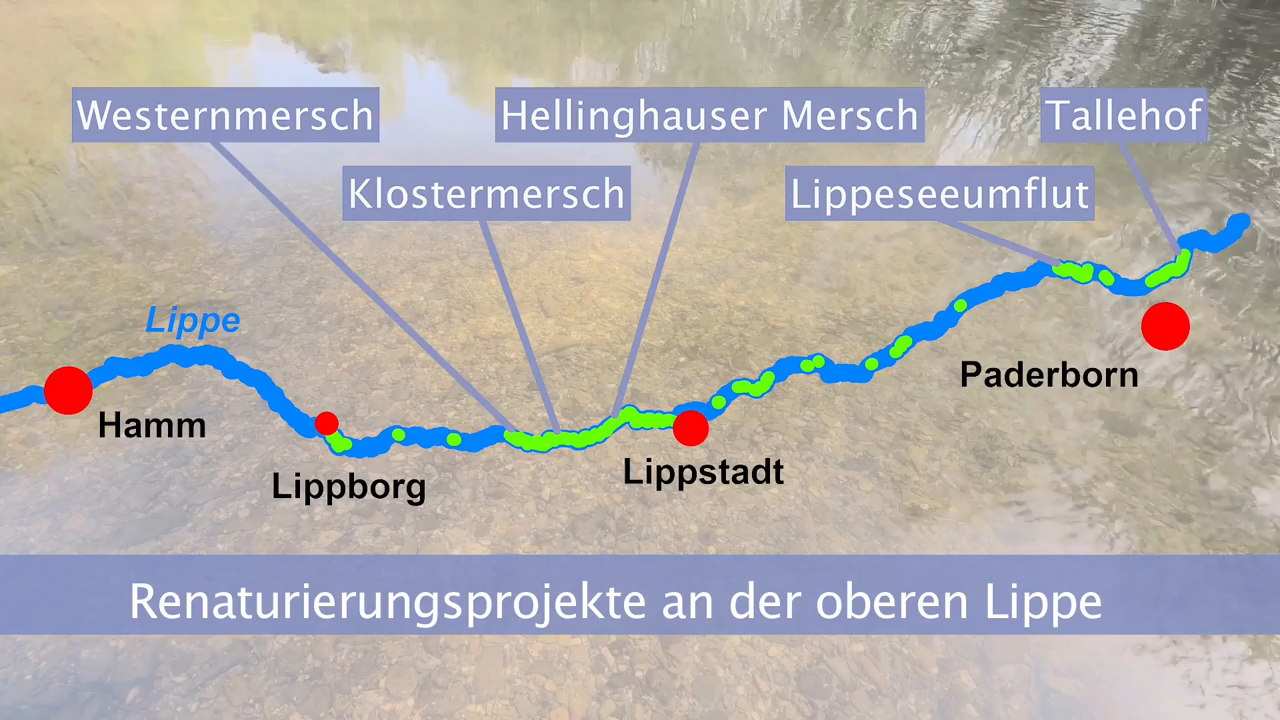 Westernmersch
Hellinghauser Mersch
Tallehof
Klostermersch
Lippeseeumflut
Lippe
Hamm
Lippborg
Lippstadt
Paderborn
Renaturierungsprojekte an der oberen Lippe